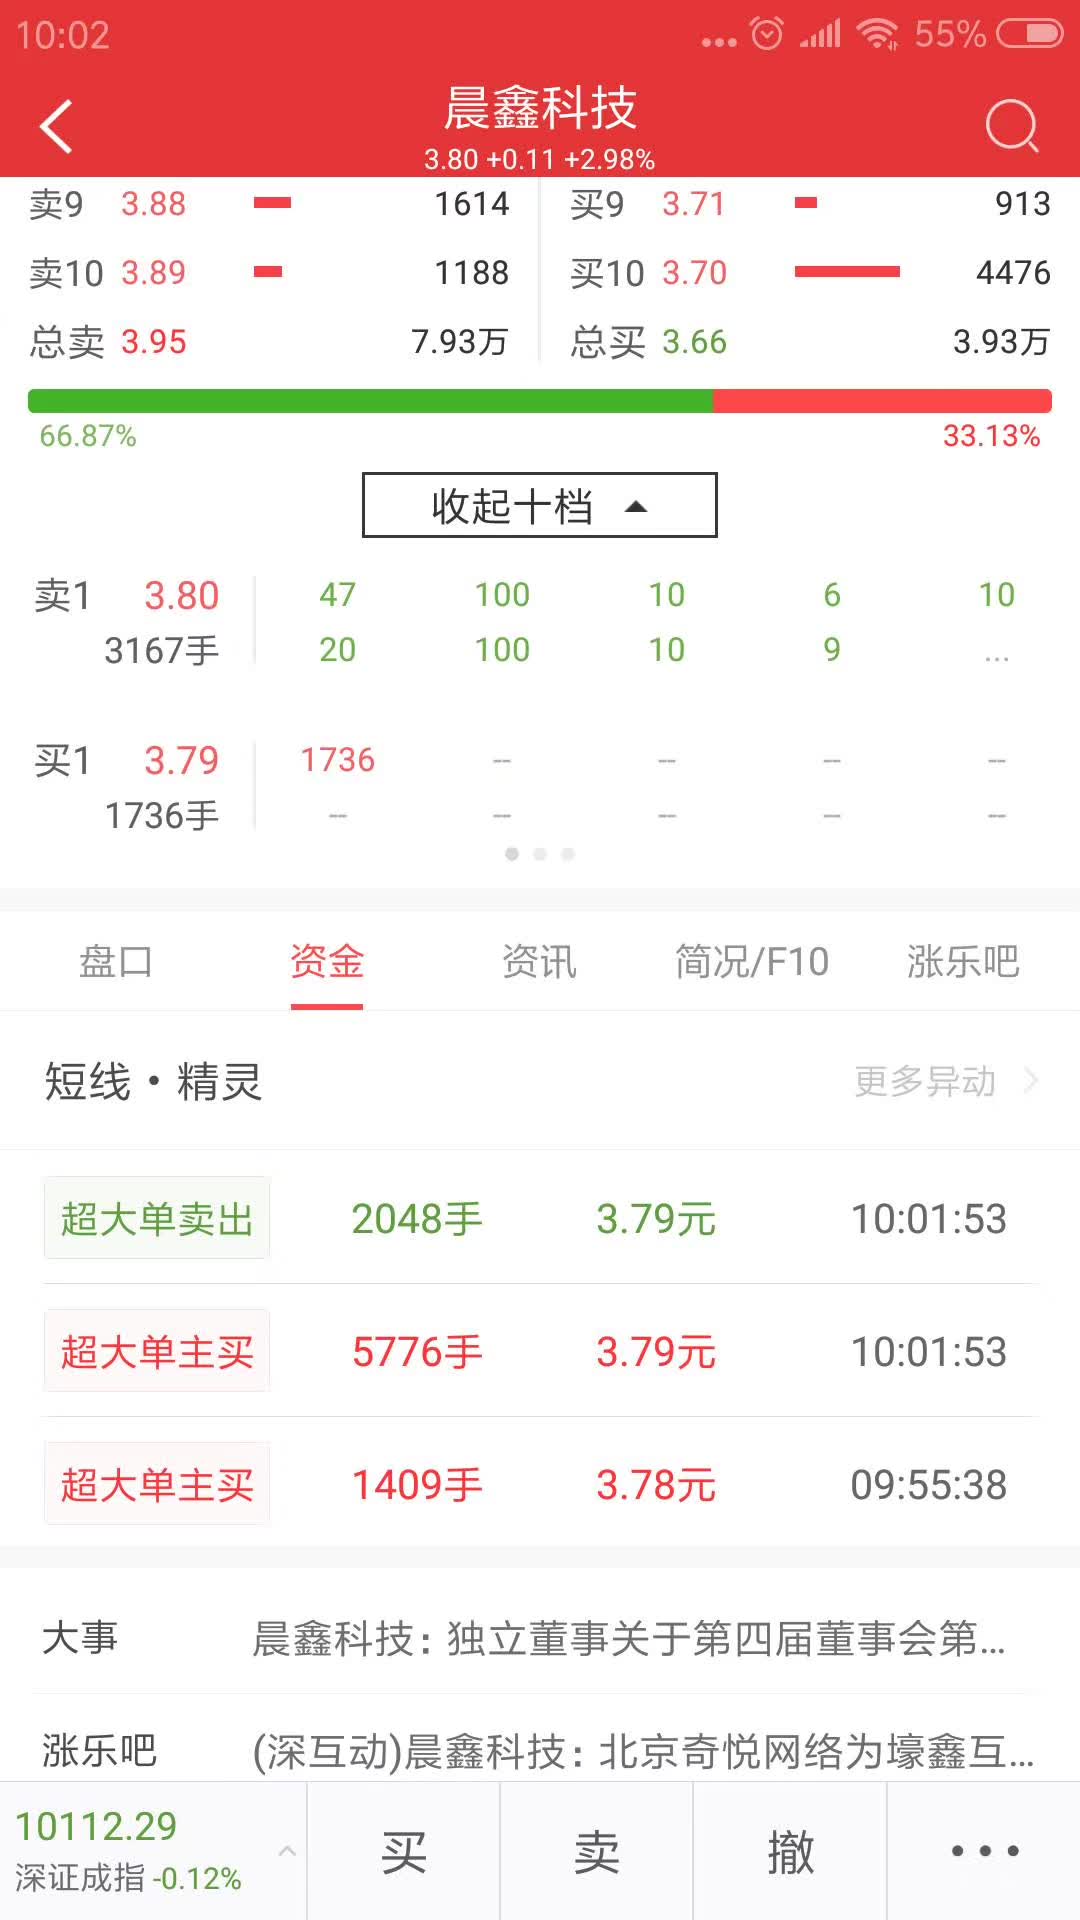 10:02 55%
晨鑫科技
3.80 +0.11 +2.98%
卖9 3.88 1614 买9 3.71 913
卖10 3.89 1188 买10 3.70 4476
总卖 3.95 7.93万 总买 3.66 3.93万
66.87% 33.13%
收起十档
卖1 3.80 47 100 10 6 10
3167手 20 100 10 9 ...
买1 3.79 1736 -- -- -- --
1736手 -- -- -- -- --
盘口 资金 资讯 简况/F10 涨乐吧
短线·精灵 更多异动
超大单卖出 2048手 3.79元 10:01:53
超大单主买 5776手 3.79元 10:01:53
超大单主买 1409手 3.78元 09:55:38
大事 晨鑫科技：独立董事关于第四届董事会第...
涨乐吧 (深互动)晨鑫科技：北京奇悦网络为壕鑫互...
10112.29
深证成指 -0.12%
买 卖 撤